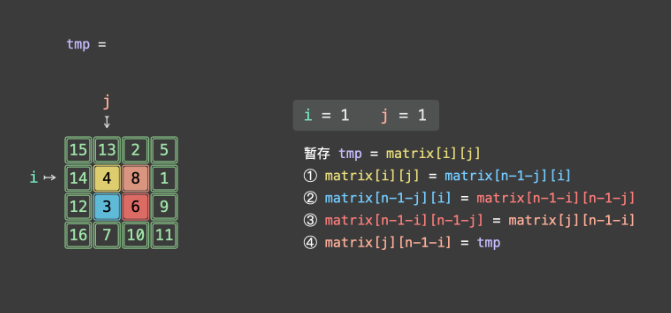 tmp =
j
i = 1 j = 1
15 13 2 5
i ↦ 14 4 8 1
12 3 6 9
16 7 10 11
暂存 tmp = matrix[i][j]
① matrix[i][j] = matrix[n-1-j][i]
② matrix[n-1-j][i] = matrix[n-1-i][n-1-j]
③ matrix[n-1-i][n-1-j] = matrix[j][n-1-i]
④ matrix[j][n-1-i] = tmp